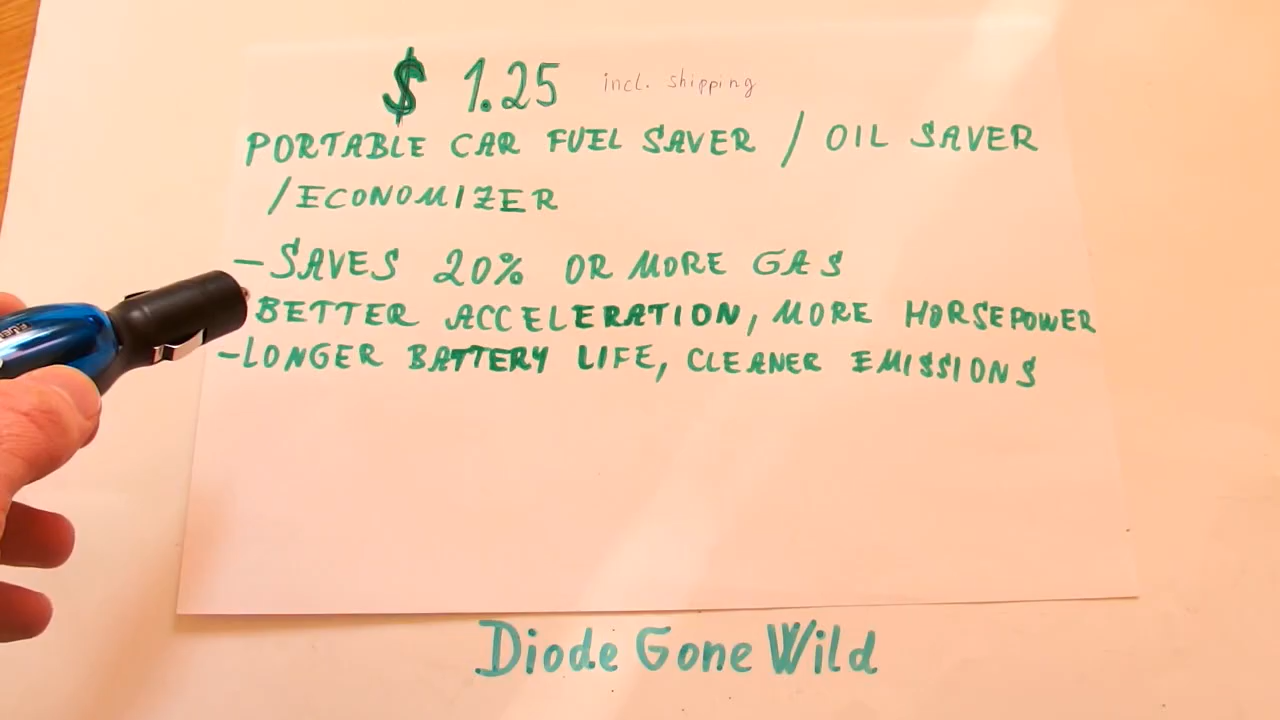 $ 1.25 incl. shipping
PORTABLE CAR FUEL SAVER / OIL SAVER
/ECONOMIZER
-SAVES 20% OR MORE GAS
BETTER ACCELERATION, MORE HORSEPOWER
-LONGER BATTERY LIFE, CLEANER EMISSIONS
Diode Gone Wild